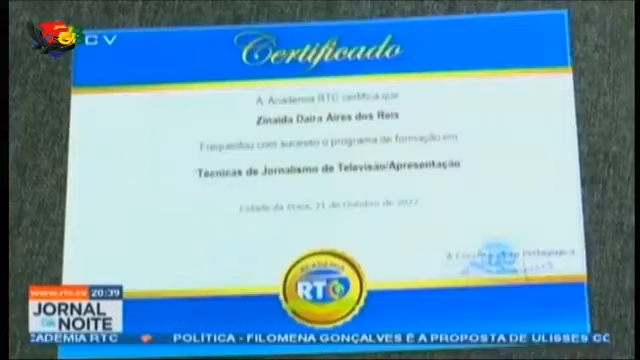 CV
Certificado
A Academia RTC certifica que
Zinaida Daira Aires dos Reis
Frequentou com sucesso o programa de formação em
Técnicas de Jornalismo de Televisão/Apresentação
Cidade da Praia, 21 de Outubro de 2022
Pedagógica
ACADEMIA
RTC
www.rtc.cv 20:39
JORNAL
DA NOITE
CADEMIA RTC POLÍTICA - FILOMENA GONÇALVES É A PROPOSTA DE ULISSES CO